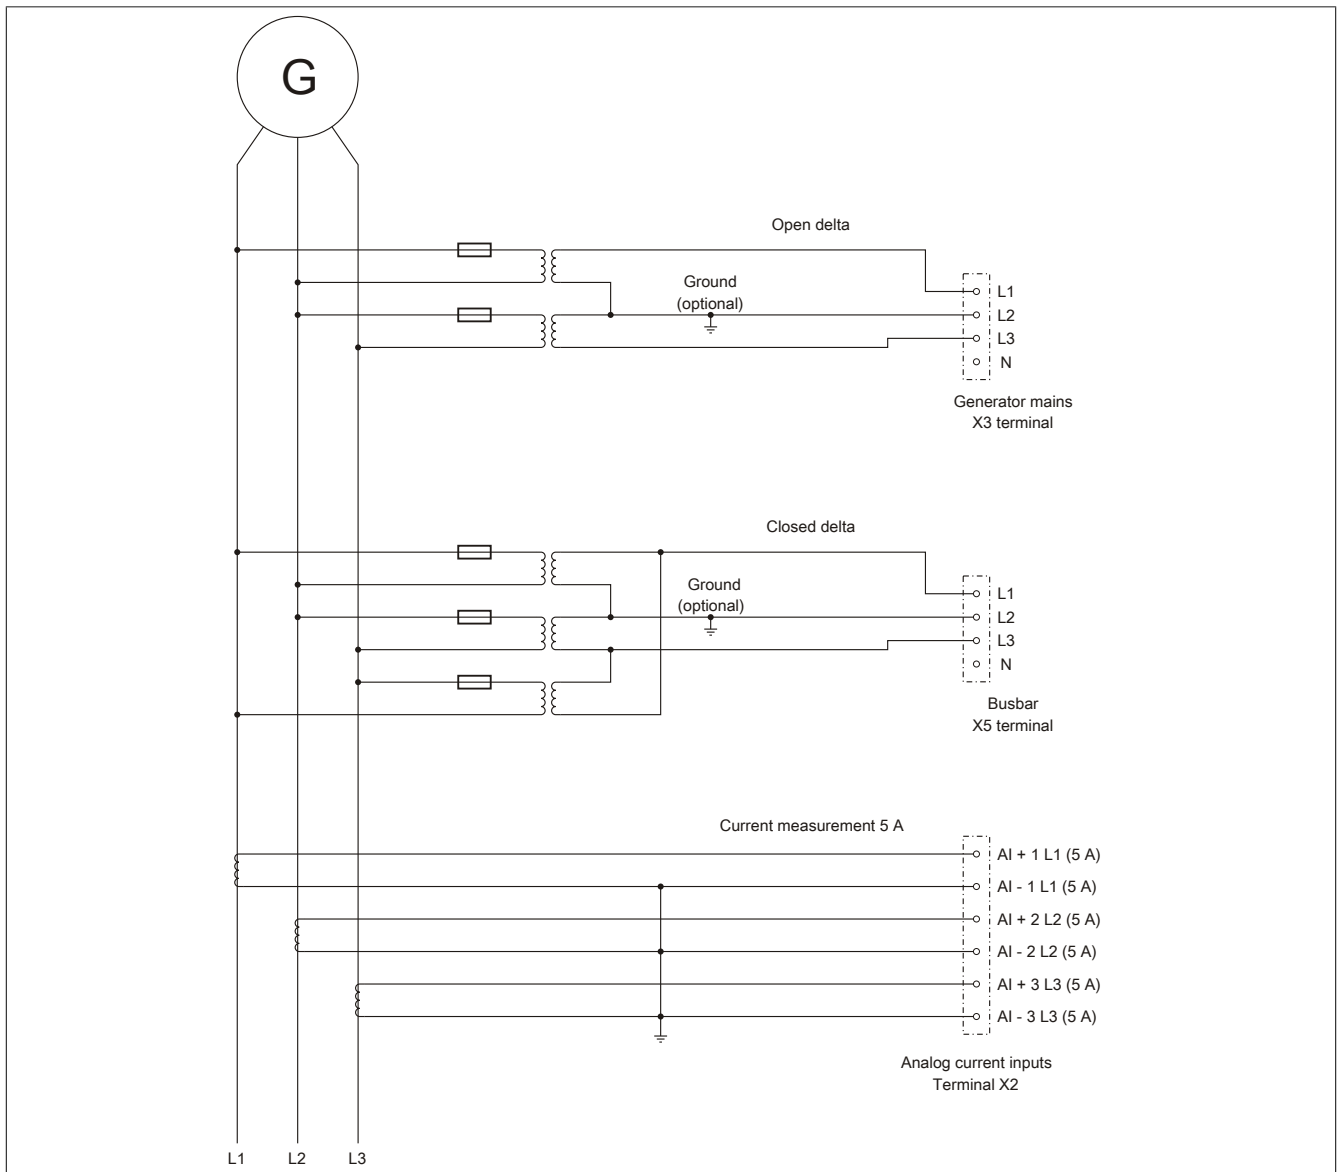 G
Open delta
Ground
(optional)
L1
L2
L3
N
Generator mains
X3 terminal
Closed delta
Ground
(optional)
L1
L2
L3
N
Busbar
X5 terminal
Current measurement 5 A
AI + 1 L1 (5 A)
AI - 1 L1 (5 A)
AI + 2 L2 (5 A)
AI - 2 L2 (5 A)
AI + 3 L3 (5 A)
AI - 3 L3 (5 A)
Analog current inputs
Terminal X2
L1 L2 L3